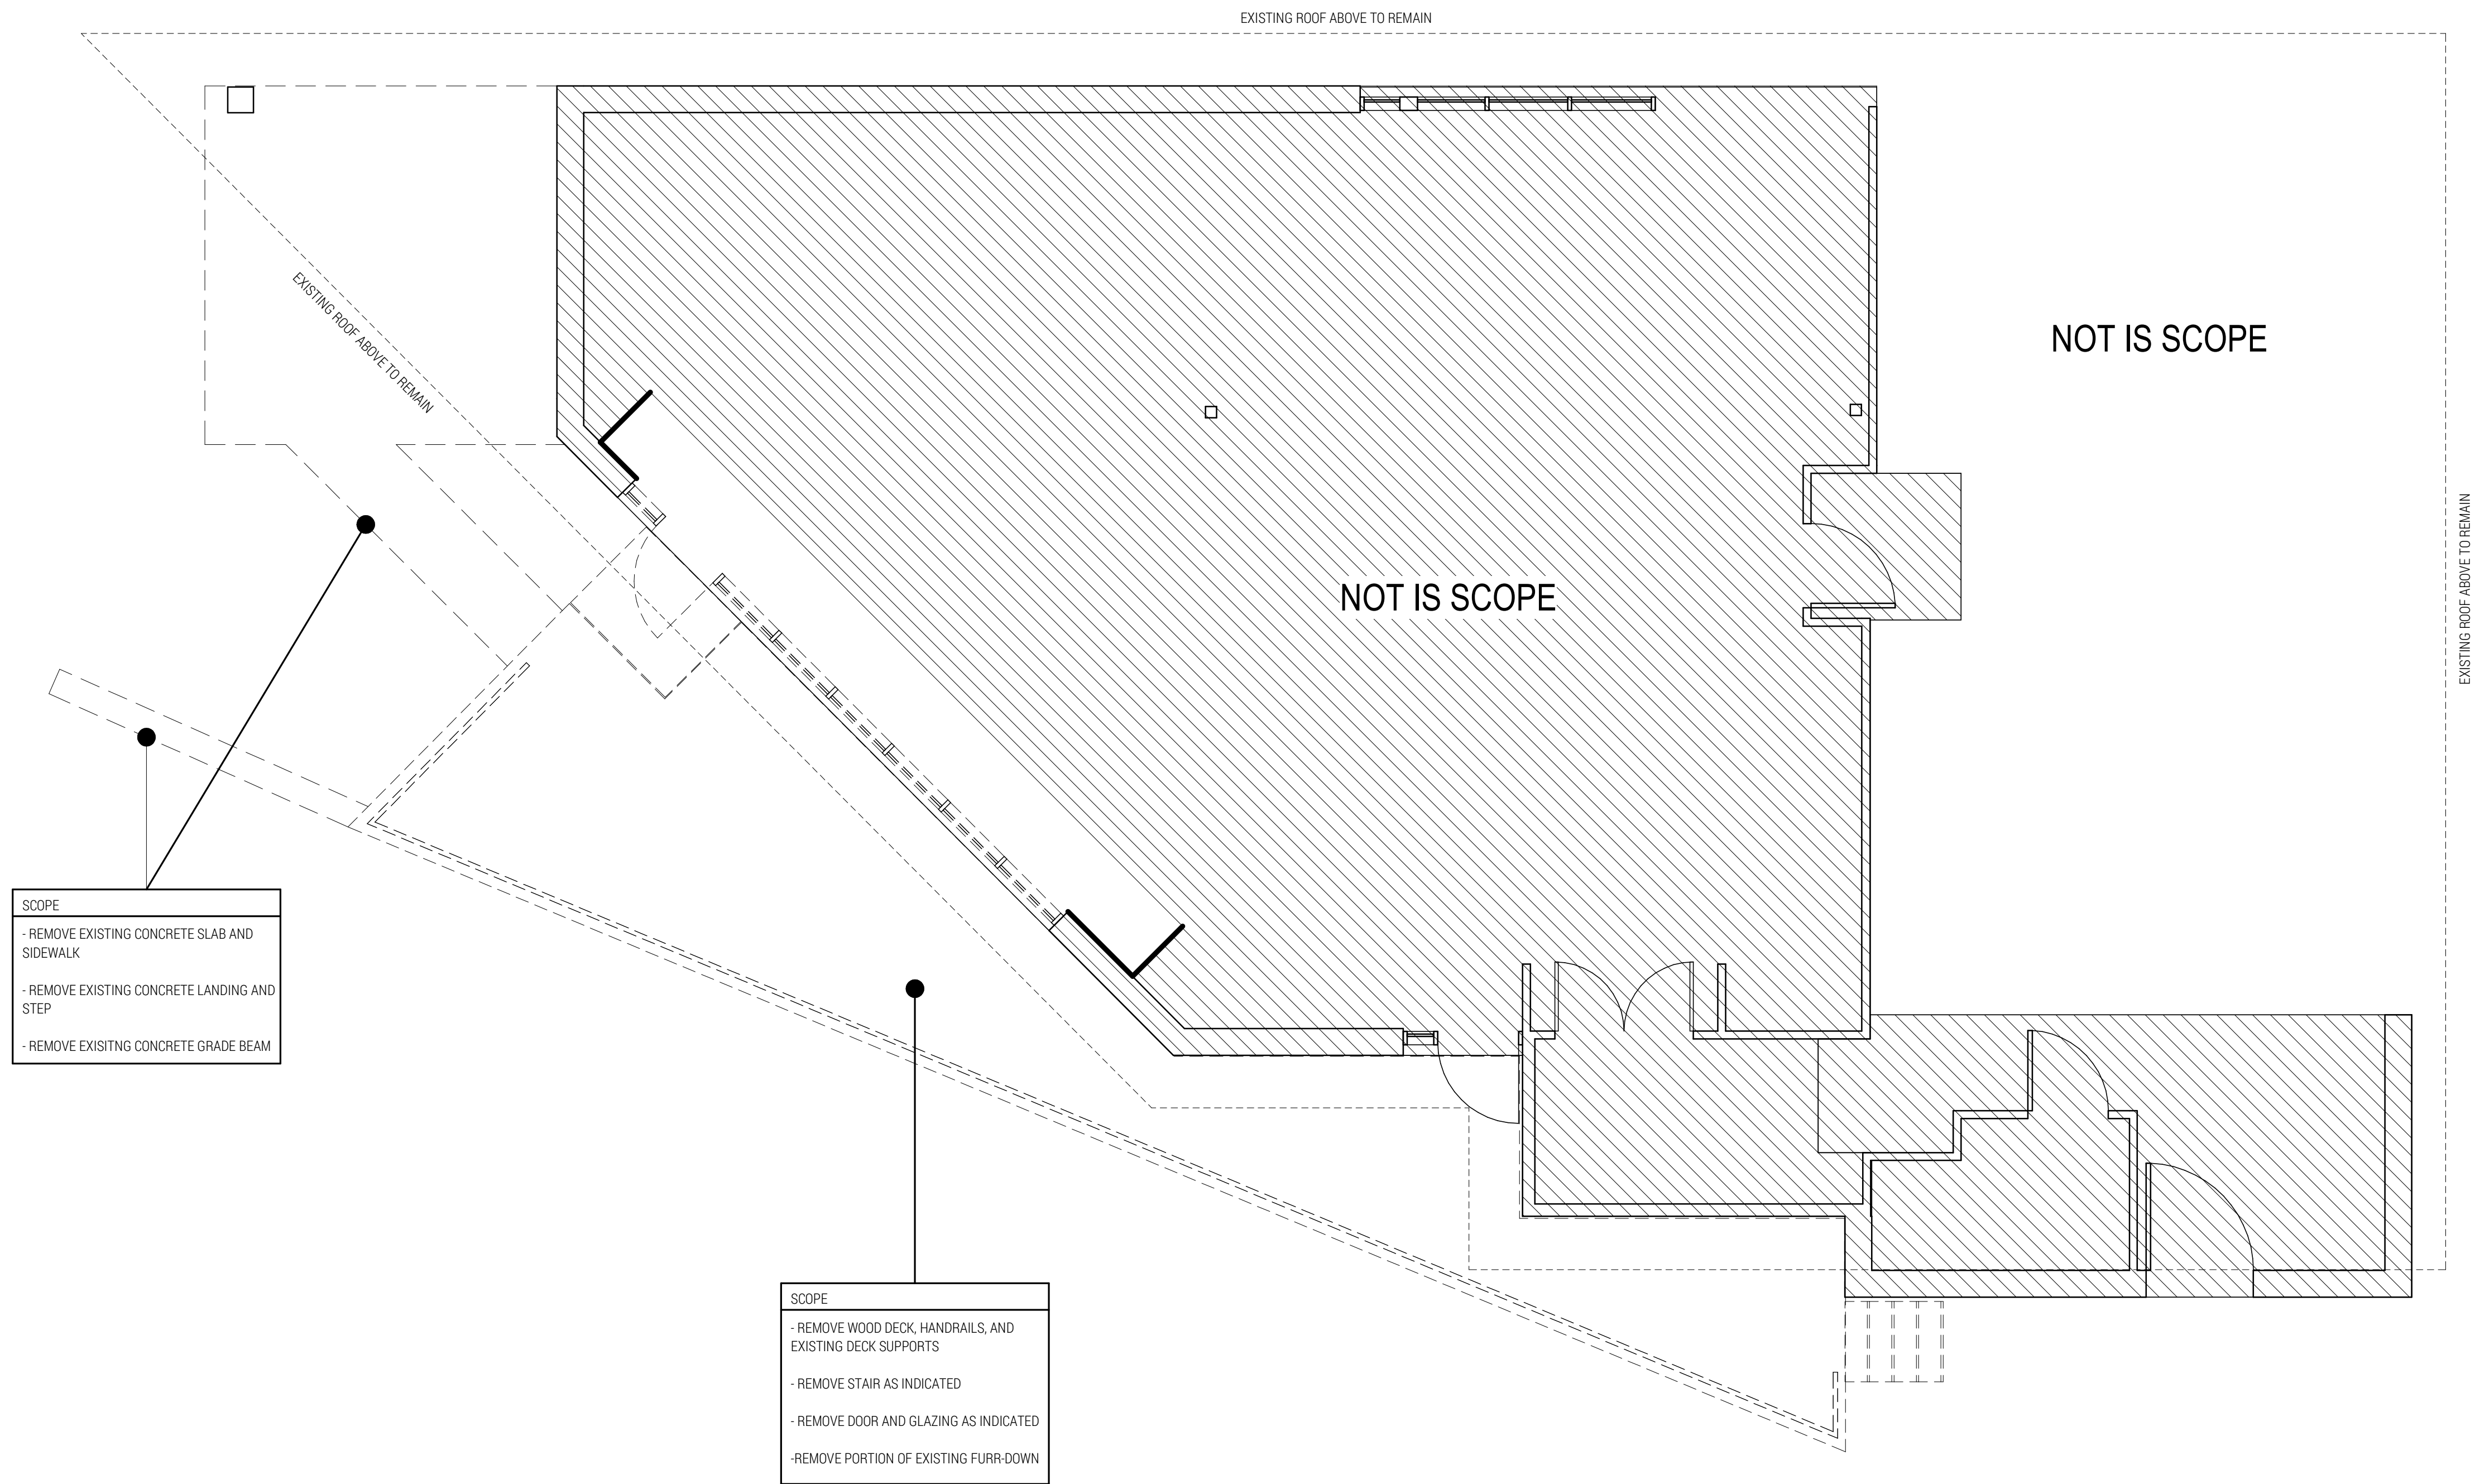 EXISTING ROOF ABOVE TO REMAIN
EXISTING ROOF ABOVE TO REMAIN
NOT IS SCOPE
NOT IS SCOPE
EXISTING ROOF ABOVE TO REMAIN
SCOPE
- REMOVE EXISTING CONCRETE SLAB AND
SIDEWALK
- REMOVE EXISTING CONCRETE LANDING AND
STEP
- REMOVE EXISITNG CONCRETE GRADE BEAM
SCOPE
- REMOVE WOOD DECK, HANDRAILS, AND
EXISTING DECK SUPPORTS
- REMOVE STAIR AS INDICATED
- REMOVE DOOR AND GLAZING AS INDICATED
-REMOVE PORTION OF EXISTING FURR-DOWN